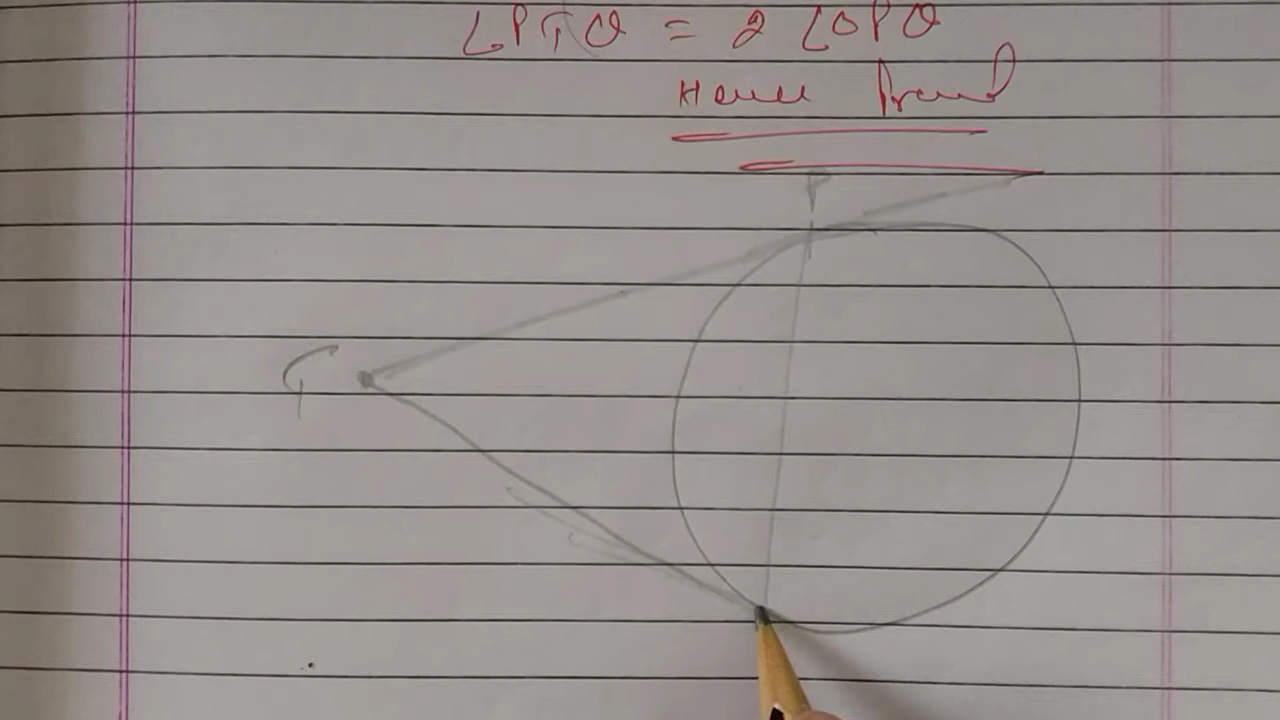 ∠PTQ = 2 ∠OPQ
Hence Proved
P
T